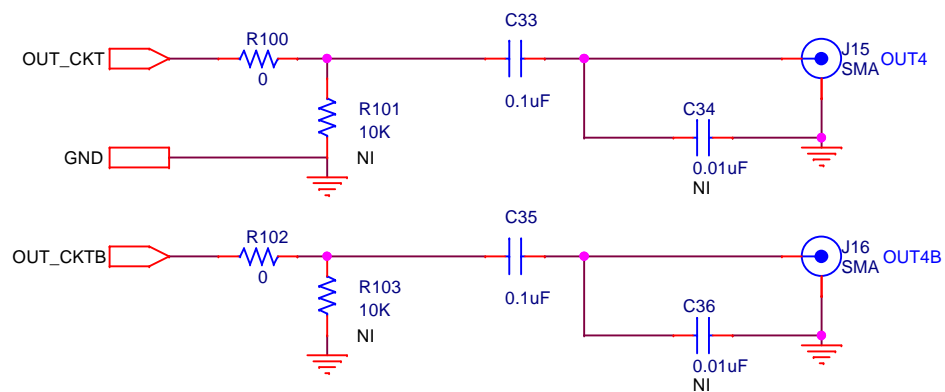 C33
R100
J15
OUT_CKT
OUT4
SMA
0
0.1uF
R101
C34
10K
GND
NI
0.01uF
NI
C35
R102
J16
OUT_CKTB
OUT4B
SMA
0
R103
0.1uF
C36
10K
NI
0.01uF
NI